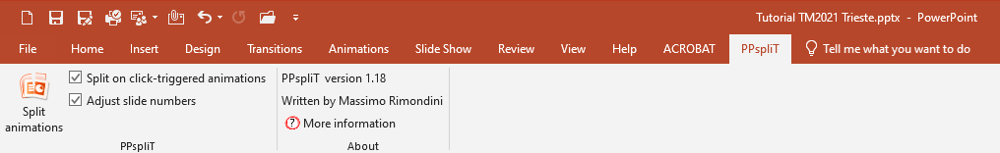 Tutorial TM2021 Trieste.pptx - PowerPoint
File Home Insert Design Transitions Animations Slide Show Review View Help ACROBAT PPspliT Tell me what you want to do
Split animations
Split on click-triggered animations
Adjust slide numbers
PPspliT
PPspliT version 1.18
Written by Massimo Rimondini
More information
About